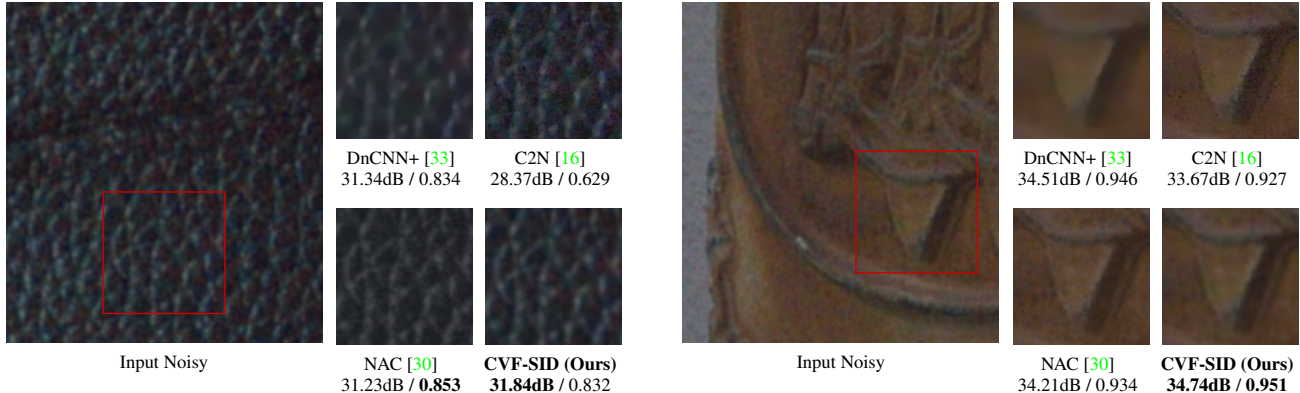 DnCNN+ [33]
31.34dB / 0.834
C2N [16]
28.37dB / 0.629
Input Noisy
NAC [30]
31.23dB / 0.853
CVF-SID (Ours)
31.84dB / 0.832
DnCNN+ [33]
34.51dB / 0.946
C2N [16]
33.67dB / 0.927
Input Noisy
NAC [30]
34.21dB / 0.934
CVF-SID (Ours)
34.74dB / 0.951